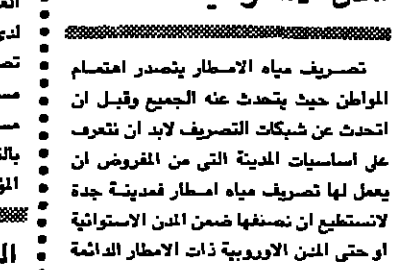 تصريف مياه الامطار يتصدر اهتمام
المواطن حيث يتحدث عنه الجميع وقبل ان
اتحدث عن شبكات التصريف لابد ان نتعرف
على اساسيات المدينة التي من المفروض ان
يعمل لها تصريف مياه امطار فمدينة جدة
لانستطيع ان نصنفها ضمن المدن الاستوائية
او حتى المدن الاوروبية ذات الامطار الدائمة